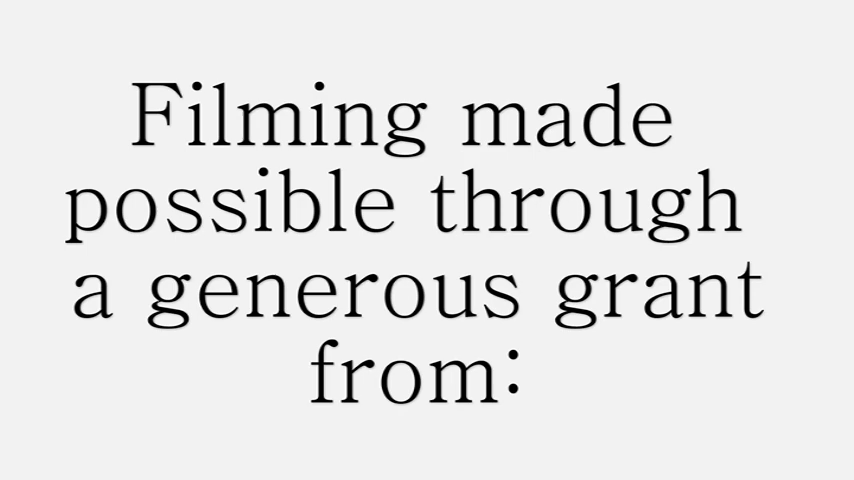 Filming made
possible through
a generous grant
from: